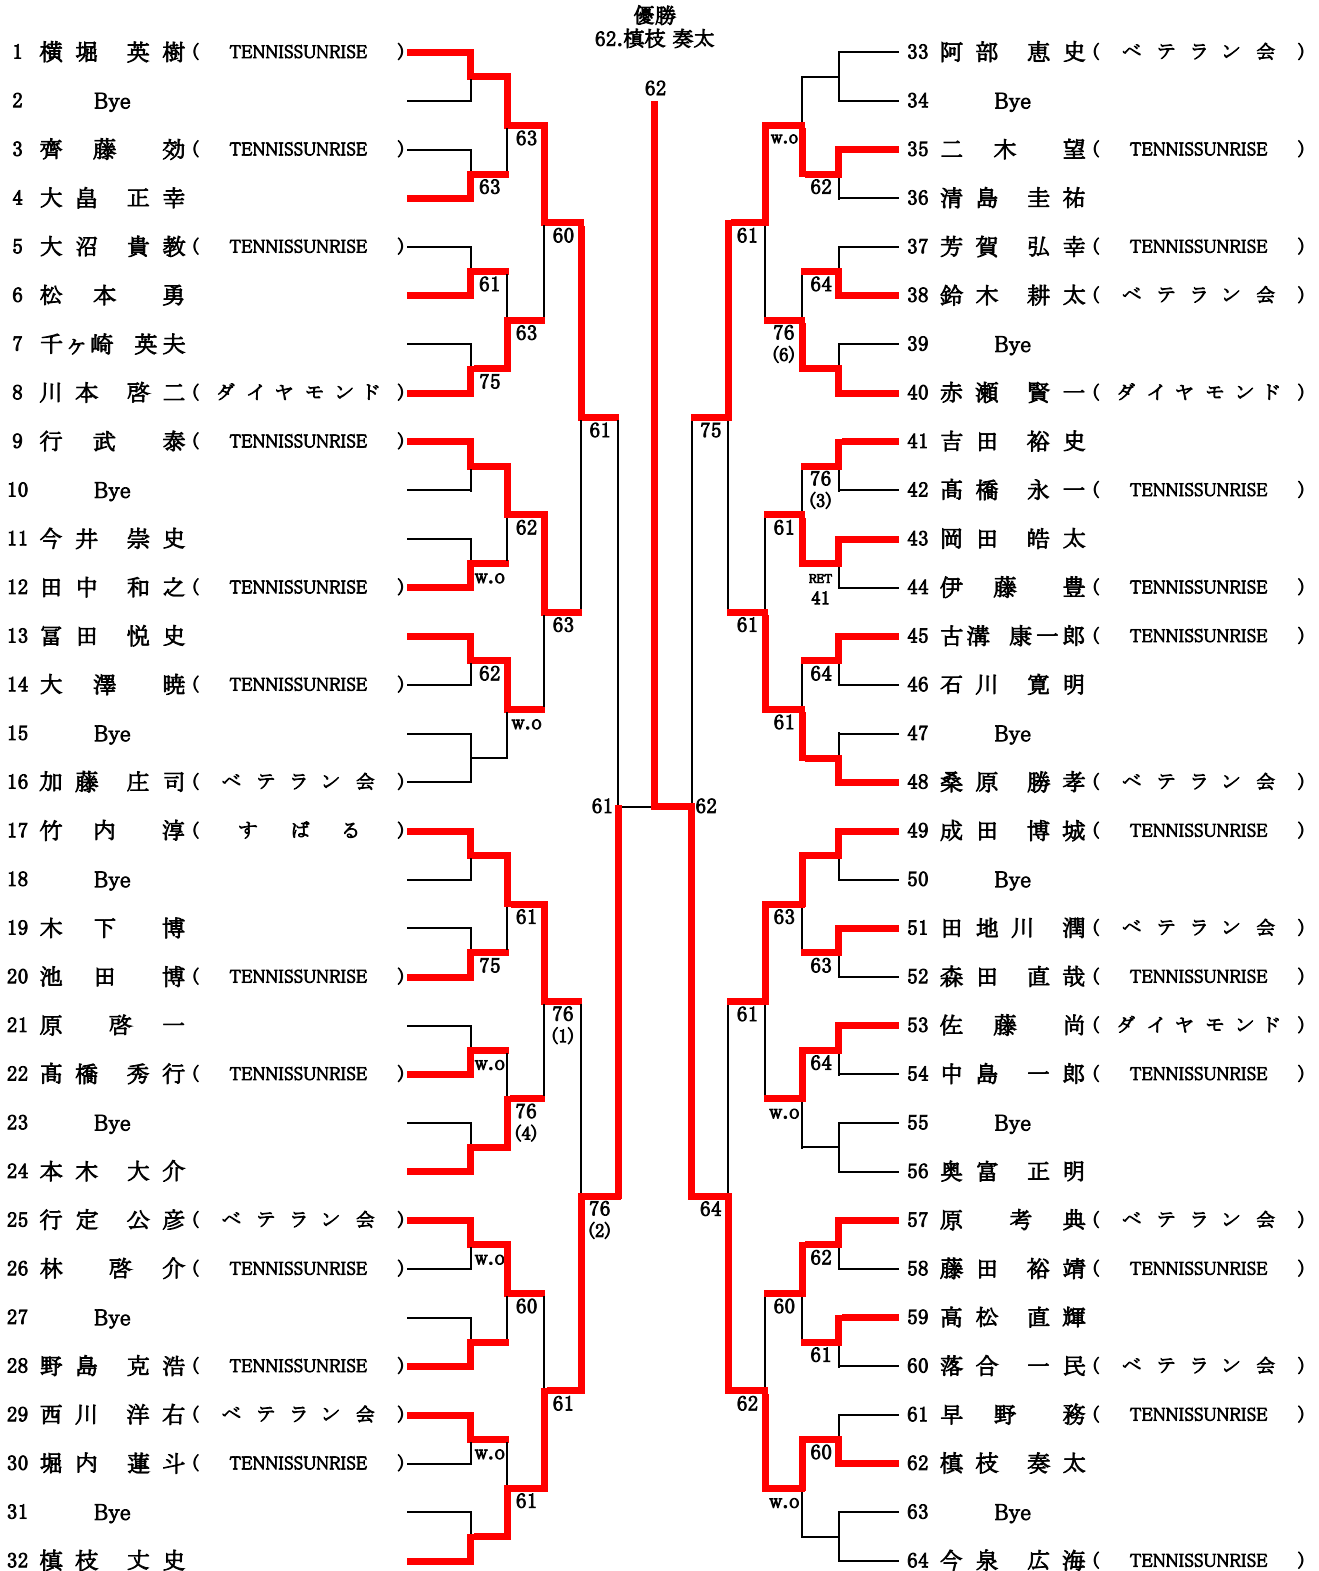 優勝
62.槙枝 奏太
62
1 横堀 英樹( TENNISSUNRISE )
2 Bye
3 齊藤 効( TENNISSUNRISE )
4 大畠 正幸
5 大沼 貴教( TENNISSUNRISE )
6 松本 勇
7 千ヶ崎 英夫
8 川本 啓二( ダイヤモンド )
9 行武 泰( TENNISSUNRISE )
10 Bye
11 今井 崇史
12 田中 和之( TENNISSUNRISE )
13 冨田 悦史
14 大澤 暁( TENNISSUNRISE )
15 Bye
16 加藤 庄司( ベテラン会 )
17 竹内 淳( すばる )
18 Bye
19 木下 博
20 池田 博( TENNISSUNRISE )
21 原 啓一
22 髙橋 秀行( TENNISSUNRISE )
23 Bye
24 本木 大介
25 行定 公彦( ベテラン会 )
26 林 啓介( TENNISSUNRISE )
27 Bye
28 野島 克浩( TENNISSUNRISE )
29 西川 洋右( ベテラン会 )
30 堀内 蓮斗( TENNISSUNRISE )
31 Bye
32 槙枝 丈史
63
61
75
w.o
62
75
w.o
w.o
w.o
63
63
62
w.o
61
76
(4)
60
61
60
63
76
(1)
61
61
76
(2)
61
62
75
64
61
61
61
62
w.o
76
(6)
61
61
63
w.o
60
w.o
62
64
76
(3)
RET
41
64
63
64
62
61
60
33 阿部 恵史( ベテラン会 )
34 Bye
35 二木 望( TENNISSUNRISE )
36 清島 圭祐
37 芳賀 弘幸( TENNISSUNRISE )
38 鈴木 耕太( ベテラン会 )
39 Bye
40 赤瀬 賢一( ダイヤモンド )
41 吉田 裕史
42 髙橋 永一( TENNISSUNRISE )
43 岡田 皓太
44 伊藤 豊( TENNISSUNRISE )
45 古溝 康一郎( TENNISSUNRISE )
46 石川 寛明
47 Bye
48 桑原 勝孝( ベテラン会 )
49 成田 博城( TENNISSUNRISE )
50 Bye
51 田地川 潤( ベテラン会 )
52 森田 直哉( TENNISSUNRISE )
53 佐藤 尚( ダイヤモンド )
54 中島 一郎( TENNISSUNRISE )
55 Bye
56 奥富 正明
57 原 考典( ベテラン会 )
58 藤田 裕靖( TENNISSUNRISE )
59 高松 直輝
60 落合 一民( ベテラン会 )
61 早野 務( TENNISSUNRISE )
62 槙枝 奏太
63 Bye
64 今泉 広海( TENNISSUNRISE )